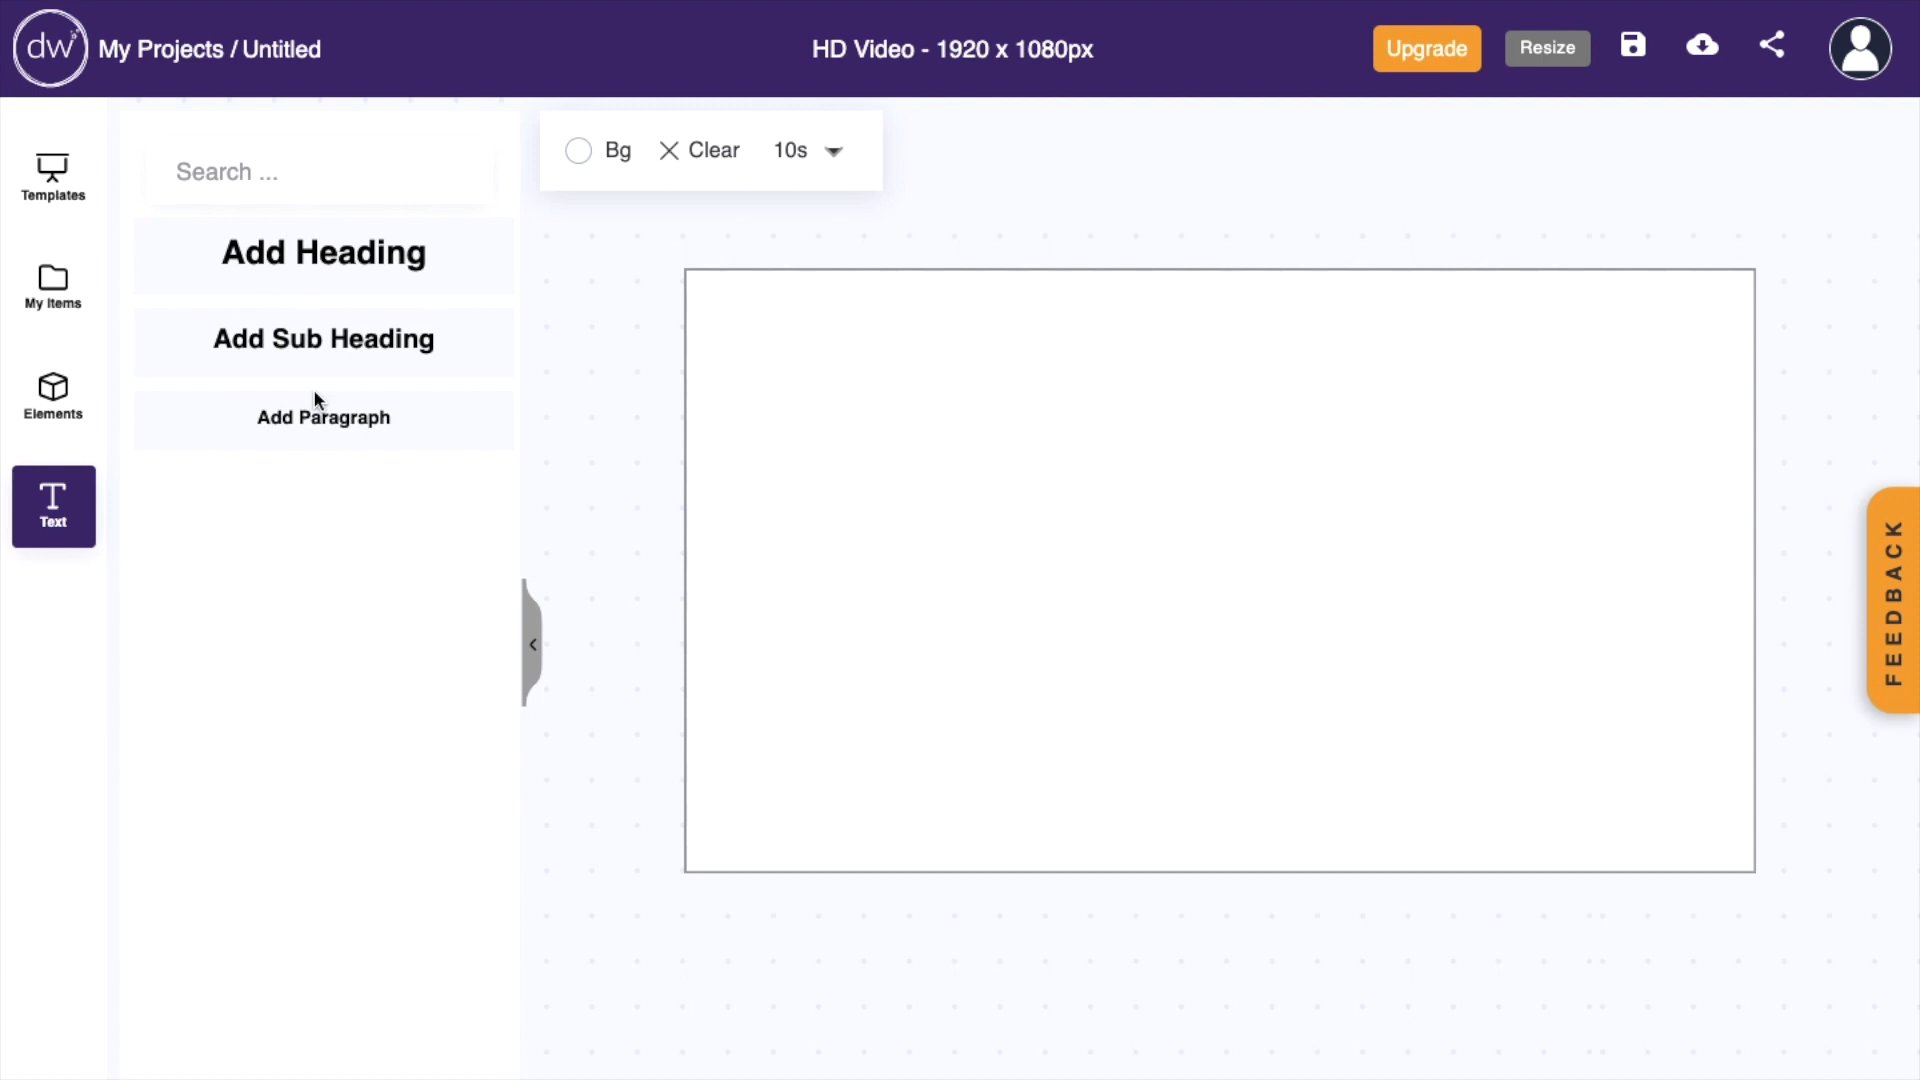 dw
My Projects / Untitled
HD Video - 1920 x 1080px
Upgrade
Resize
Templates
My Items
Elements
Text
Search ...
Add Heading
Add Sub Heading
Add Paragraph
Bg
Clear
10s
FEEDBACK